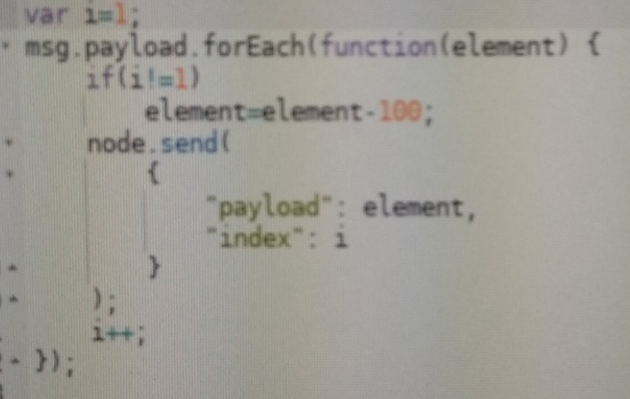 var i=1;
msg.payload.forEach(function(element) {
if(i!=1)
element=element-100;
node.send(
{
"payload": element,
"index": i
}
);
i++;
});